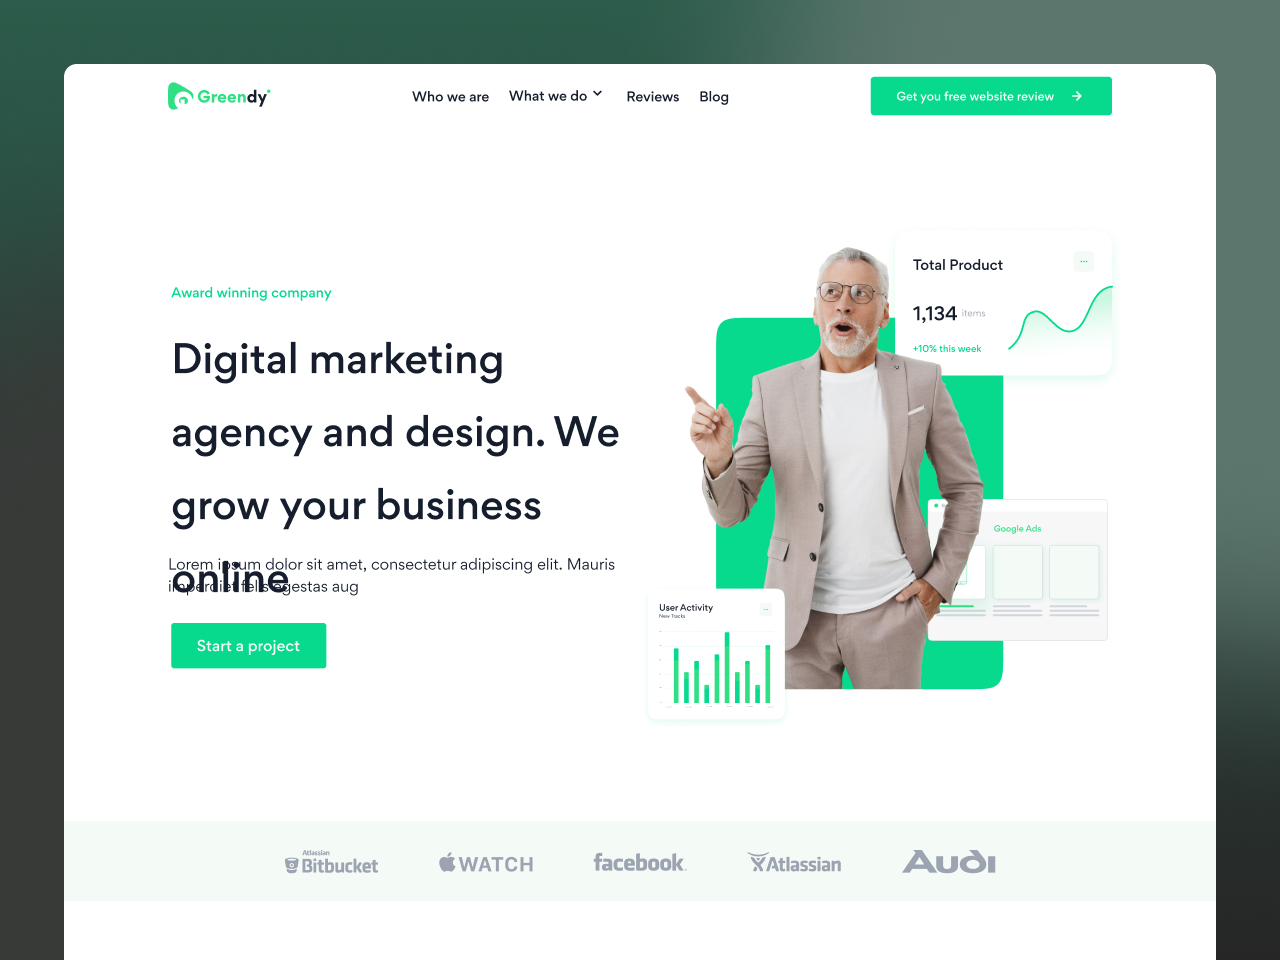 Greendy
Who we are
What we do
Reviews
Blog
Get you free website review
Award winning company
Digital marketing
agency and design. We
grow your business
online
Lorem ipsum dolor sit amet, consectetur adipiscing elit. Mauris
imperdiet felis egestas aug
Start a project
Total Product
1,134 items
+10% this week
Google Ads
User Activity
New Tracks
Atlassian
Bitbucket
WATCH
facebook
Atlassian
Audi